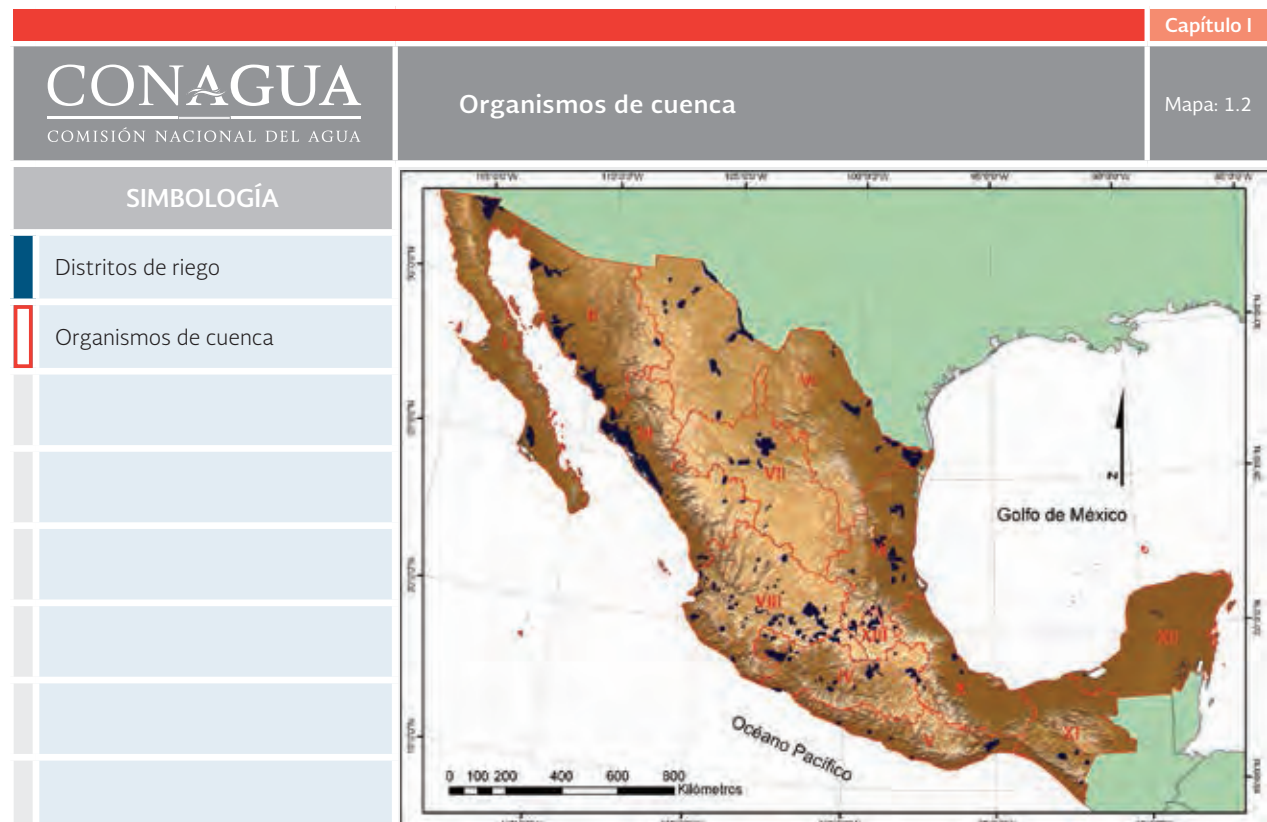 Capítulo I
CONAGUA
COMISIÓN NACIONAL DEL AGUA
Organismos de cuenca
Mapa: 1.2
SIMBOLOGÍA
Distritos de riego
Organismos de cuenca
II
I
III
VI
VII
N
Golfo de México
VIII
XIII
XII
IV
X
XI
V
Océano Pacífico
0 100 200 400 600 800
Kilómetros